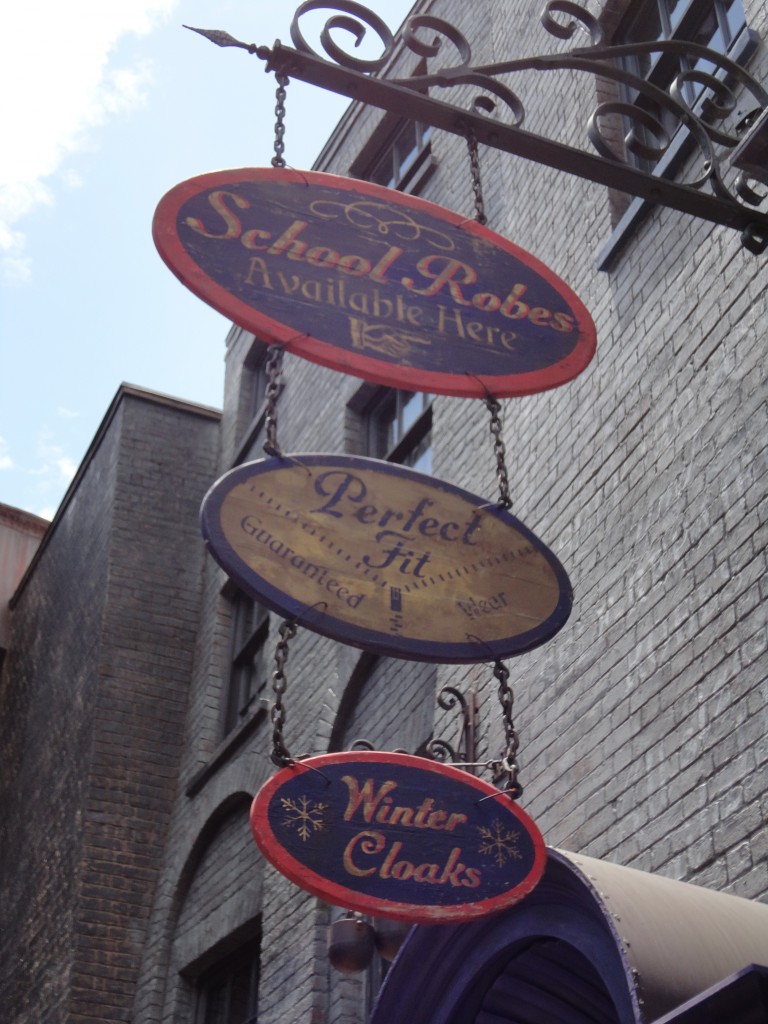 School Robes
Available Here
Perfect
Fit
Guaranteed
Winter
Cloaks